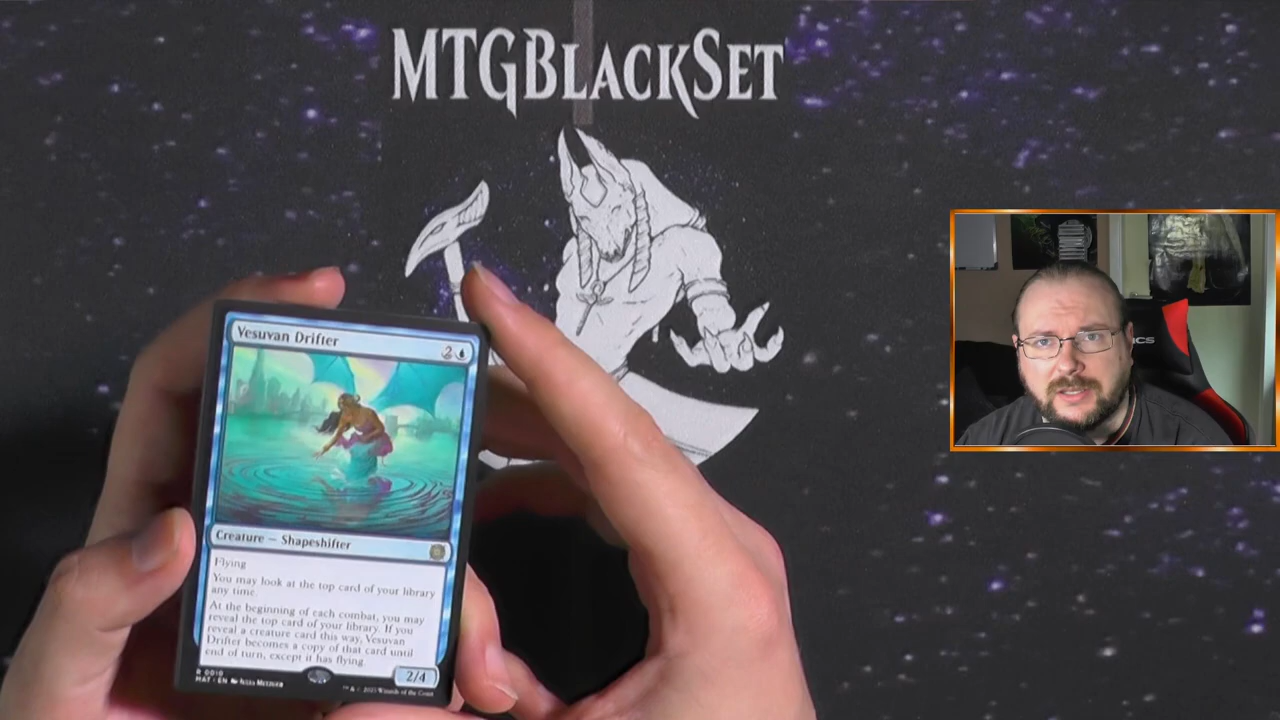 MTGBlackSet
Vesuvan Drifter
2
Creature — Shapeshifter
Flying
You may look at the top card of your library
any time.
At the beginning of each combat, you may
reveal the top card of your library. If you
reveal a creature card this way, Vesuvan
Drifter becomes a copy of that card until
end of turn, except it has flying.
2/4
R 0010
MAT • EN